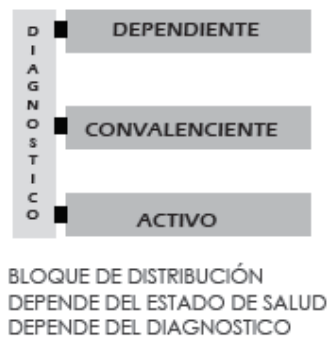 DIAGNOSTICO
DEPENDIENTE
CONVALENCIENTE
ACTIVO
BLOQUE DE DISTRIBUCIÓN
DEPENDE DEL ESTADO DE SALUD
DEPENDE DEL DIAGNOSTICO